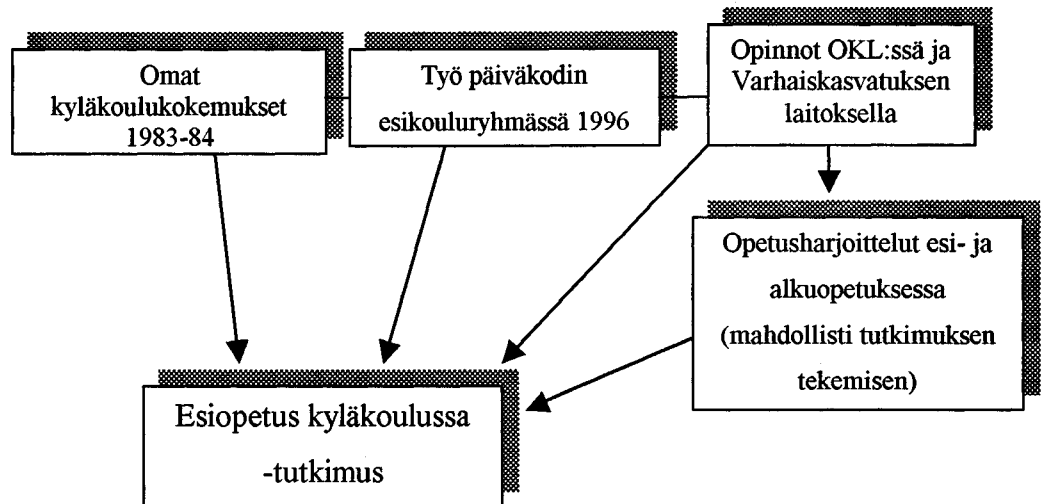 Omat
kyläkoulukokemukset
1983-84
Työ päiväkodin
esikouluryhmässä 1996
Opinnot OKL:ssä ja
Varhaiskasvatuksen
laitoksella
Opetusharjoittelut esi- ja
alkuopetuksessa
(mahdollisti tutkimuksen
tekemisen)
Esiopetus kyläkoulussa
-tutkimus